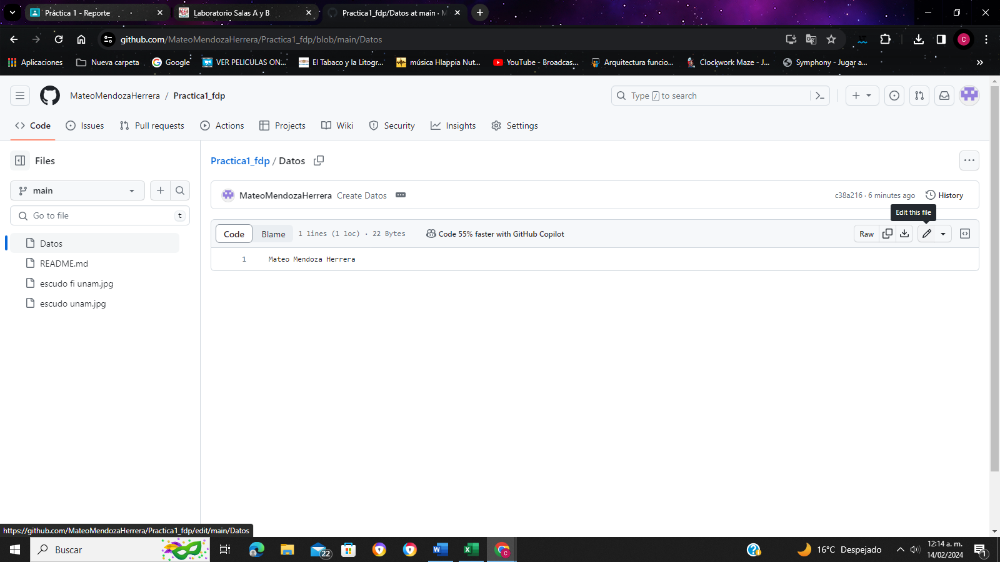 Práctica 1 - Reporte
Laboratorio Salas A y B
Practica1_fdp/Datos at main · M
github.com/MateoMendozaHerrera/Practica1_fdp/blob/main/Datos
C
Aplicaciones
Nueva carpeta
Google
VER PELICULAS ON...
El Tabaco y la Litogr...
música Hlappia Nut...
YouTube - Broadcas...
Arquitectura funcio...
Clockwork Maze - J...
Symphony - Jugar a...
MateoMendozaHerrera / Practica1_fdp
Type / to search
Code
Issues
Pull requests
Actions
Projects
Wiki
Security
Insights
Settings
Files
Practica1_fdp / Datos
main
MateoMendozaHerrera Create Datos
c38a216 · 6 minutes ago
History
Go to file
t
Edit this file
Code
Blame
1 lines (1 loc) · 22 Bytes
Code 55% faster with GitHub Copilot
Raw
Datos
README.md
escudo fi unam.jpg
escudo unam.jpg
1 Mateo Mendoza Herrera
https://github.com/MateoMendozaHerrera/Practica1_fdp/edit/main/Datos
Buscar
22
16°C Despejado
12:14 a. m.
14/02/2024
1